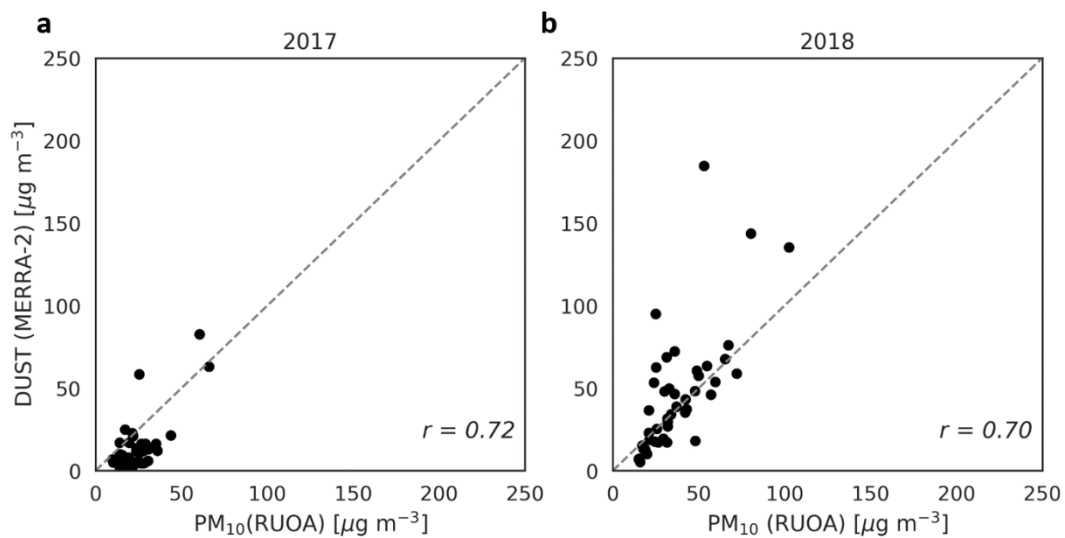 a
2017
250
200
150
100
50
0
DUST (MERRA-2) [μg m⁻³]
r = 0.72
0 50 100 150 200 250
PM₁₀(RUOA) [μg m⁻³]
b
2018
250
200
150
100
50
0
r = 0.70
0 50 100 150 200 250
PM₁₀ (RUOA) [μg m⁻³]